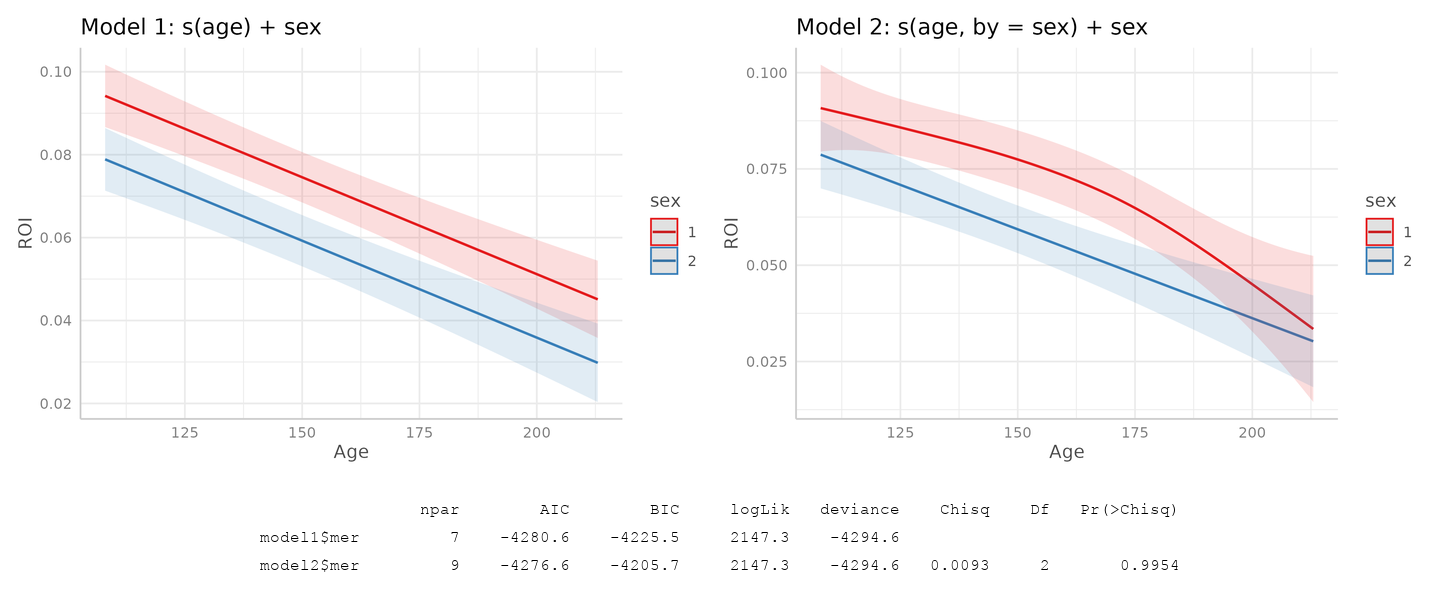 Model 1: s(age) + sex
0.10
0.08
0.06
0.04
0.02
ROI
125 150 175 200
Age
sex
1
2
Model 2: s(age, by = sex) + sex
0.100
0.075
0.050
0.025
ROI
125 150 175 200
Age
sex
1
2
npar AIC BIC logLik deviance Chisq Df Pr(>Chisq)
model1$mer 7 -4280.6 -4225.5 2147.3 -4294.6
model2$mer 9 -4276.6 -4205.7 2147.3 -4294.6 0.0093 2 0.9954